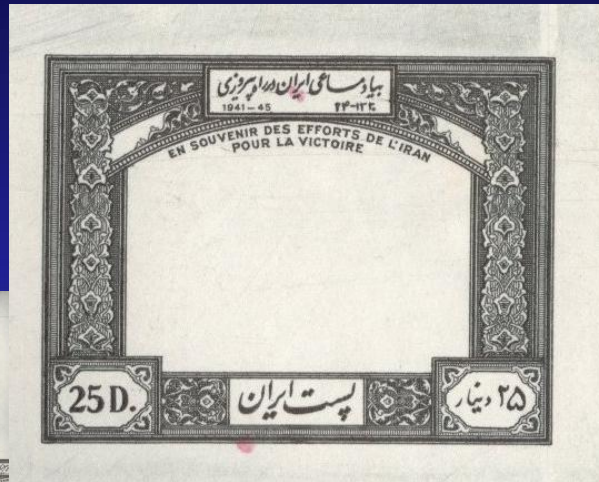 بیاد مساعی ایران در راه پیروزی
1941-45 ۲۴-۱۳۲۰
EN SOUVENIR DES EFFORTS DE L'IRAN
POUR LA VICTOIRE
25 D. پست ایران ۲۵ دینار